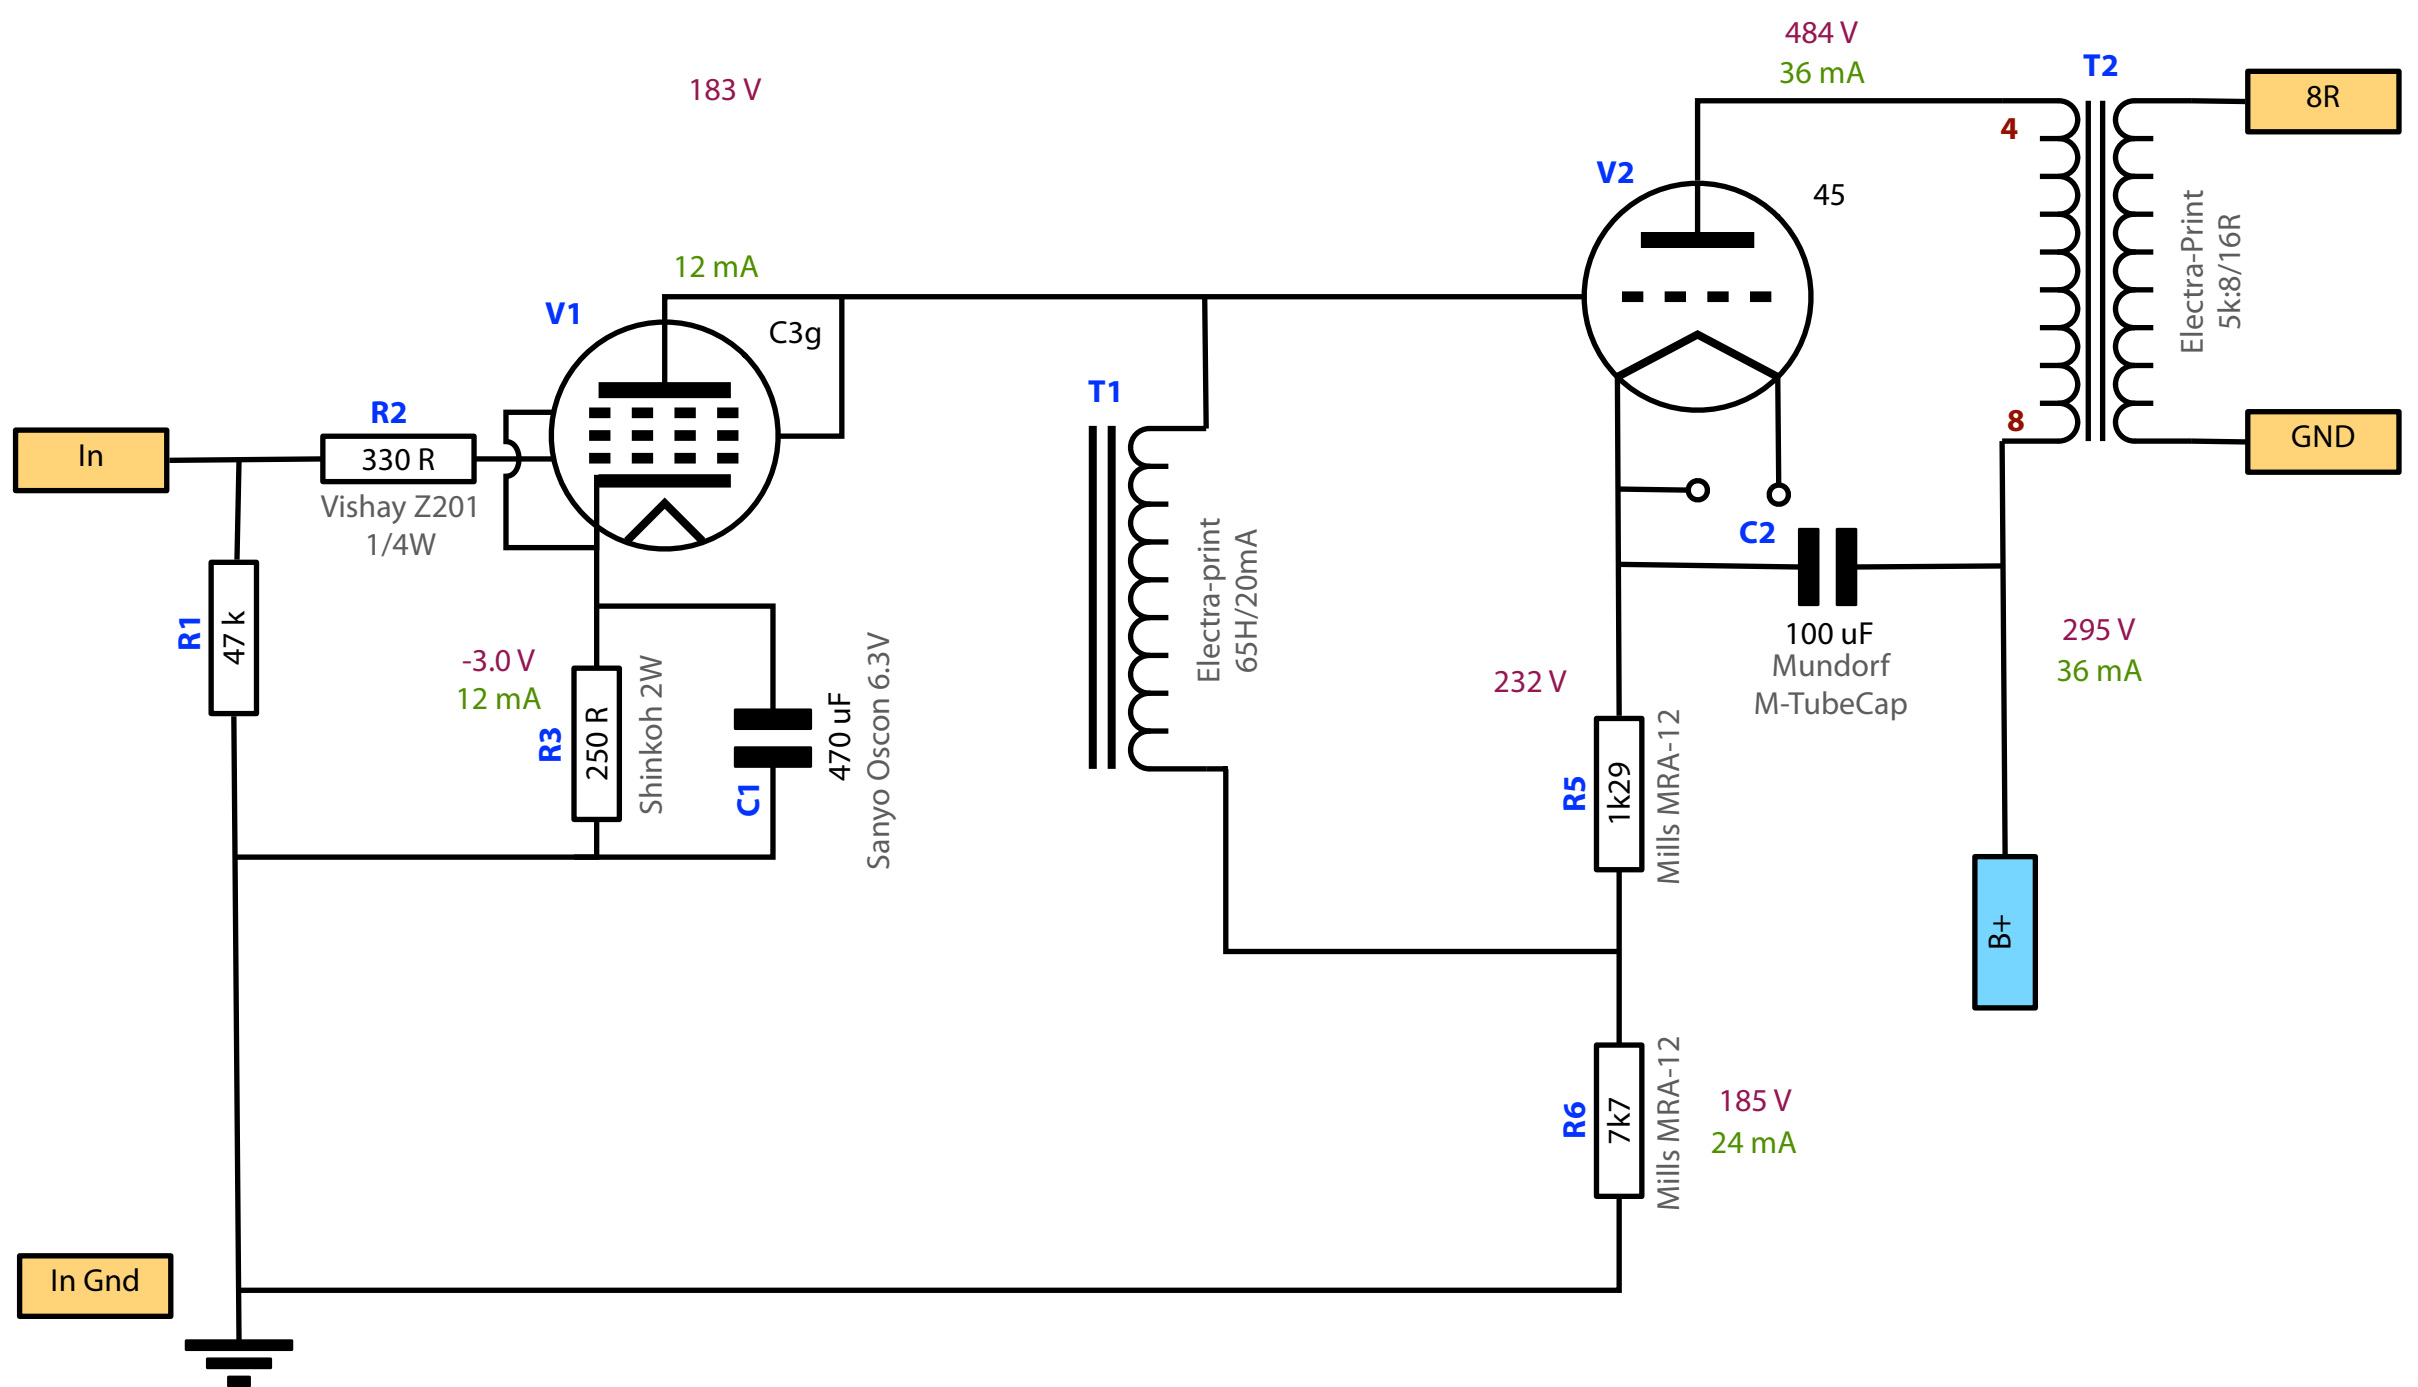 484 V
36 mA
T2
8R
183 V
4
V2
45
Electra-Print
5k:8/16R
12 mA
V1
C3g
T1
R2
In
330 R
Vishay Z201
1/4W
8
GND
C2
Electra-print
65H/20mA
R1
47 k
-3.0 V
12 mA
R3
250 R
Shinkoh 2W
C1
470 uF
Sanyo Oscon 6.3V
100 uF
Mundorf
M-TubeCap
295 V
36 mA
232 V
R5
1k29
Mills MRA-12
B+
R6
7k7
Mills MRA-12
185 V
24 mA
In Gnd